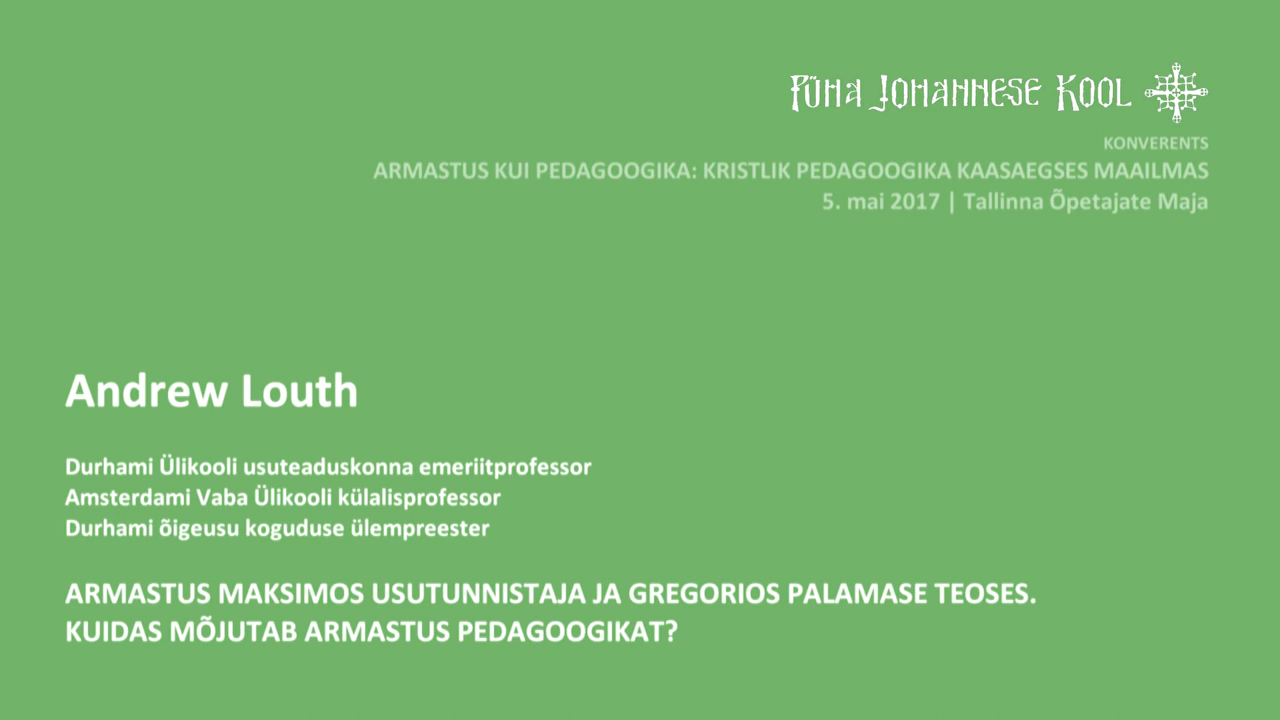 Püha Johannese Kool
KONVERENTS
ARMASTUS KUI PEDAGOOGIKA: KRISTLIK PEDAGOOGIKA KAASAEGSES MAAILMAS
5. mai 2017 | Tallinna Õpetajate Maja
Andrew Louth
Durhami Ülikooli usuteaduskonna emeriitprofessor
Amsterdami Vaba Ülikooli külalisprofessor
Durhami õigeusu koguduse ülempreester
ARMASTUS MAKSIMOS USUTUNNISTAJA JA GREGORIOS PALAMASE TEOSES.
KUIDAS MÕJUTAB ARMASTUS PEDAGOOGIKAT?